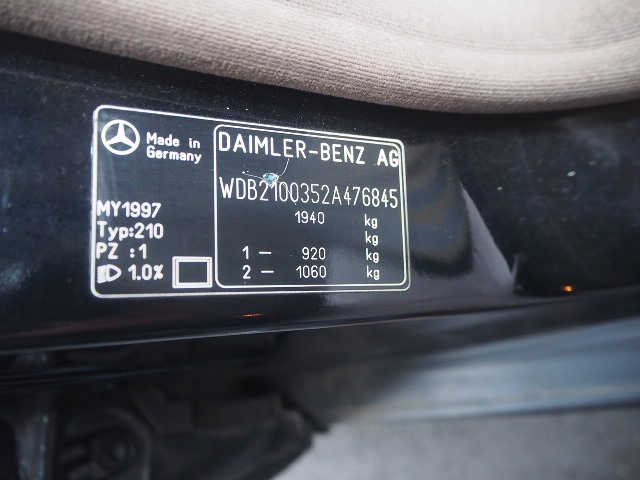 Made in
Germany
MY1997
Typ:210
PZ :1
1.0%
DAIMLER-BENZ AG
WDB2100352A476845
1940 kg
kg
1 – 920 kg
2 – 1060 kg